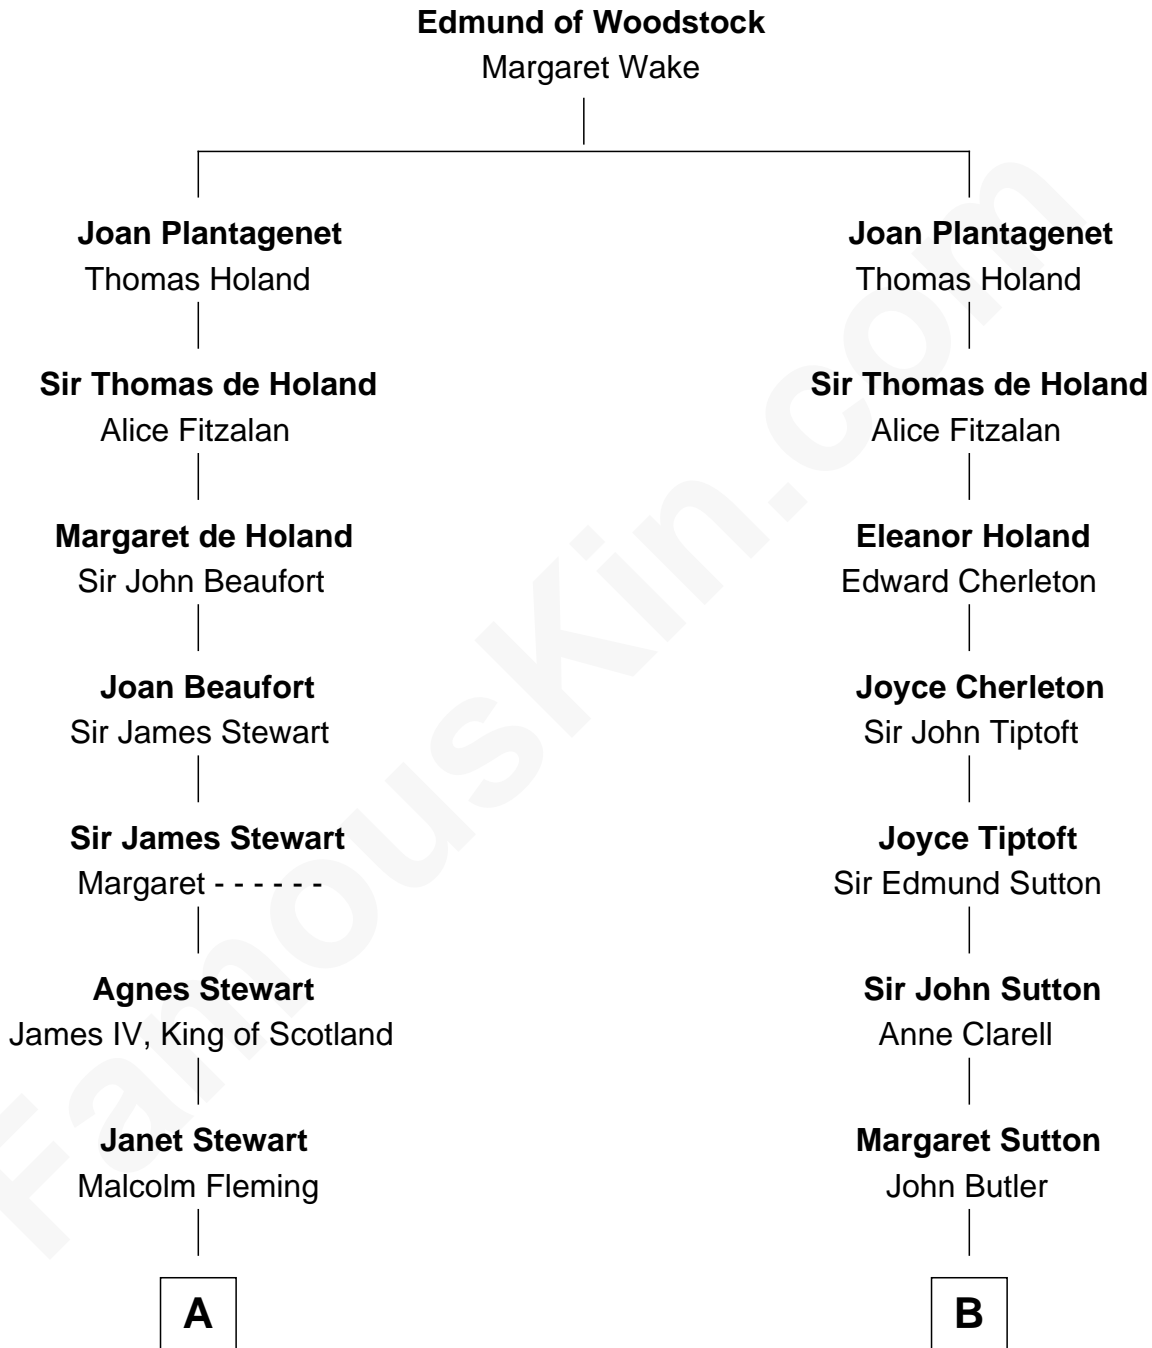 Edmund of Woodstock
Margaret Wake
Joan Plantagenet
Thomas Holand
Sir Thomas de Holand
Alice Fitzalan
Margaret de Holand
Sir John Beaufort
Joan Beaufort
Sir James Stewart
Sir James Stewart
Margaret - - - - - -
Agnes Stewart
James IV, King of Scotland
Janet Stewart
Malcolm Fleming
A
Joan Plantagenet
Thomas Holand
Sir Thomas de Holand
Alice Fitzalan
Eleanor Holand
Edward Cherleton
Joyce Cherleton
Sir John Tiptoft
Joyce Tiptoft
Sir Edmund Sutton
Sir John Sutton
Anne Clarell
Margaret Sutton
John Butler
B
FamousKin.com